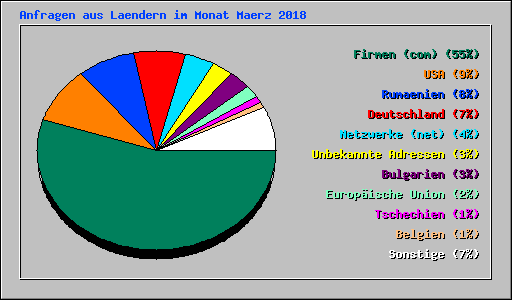 Anfragen aus Laendern im Monat Maerz 2018
Firmen (com) (55%)
USA (9%)
Rumaenien (8%)
Deutschland (7%)
Netzwerke (net) (4%)
Unbekannte Adressen (3%)
Bulgarien (3%)
Europäische Union (2%)
Tschechien (1%)
Belgien (1%)
Sonstige (7%)